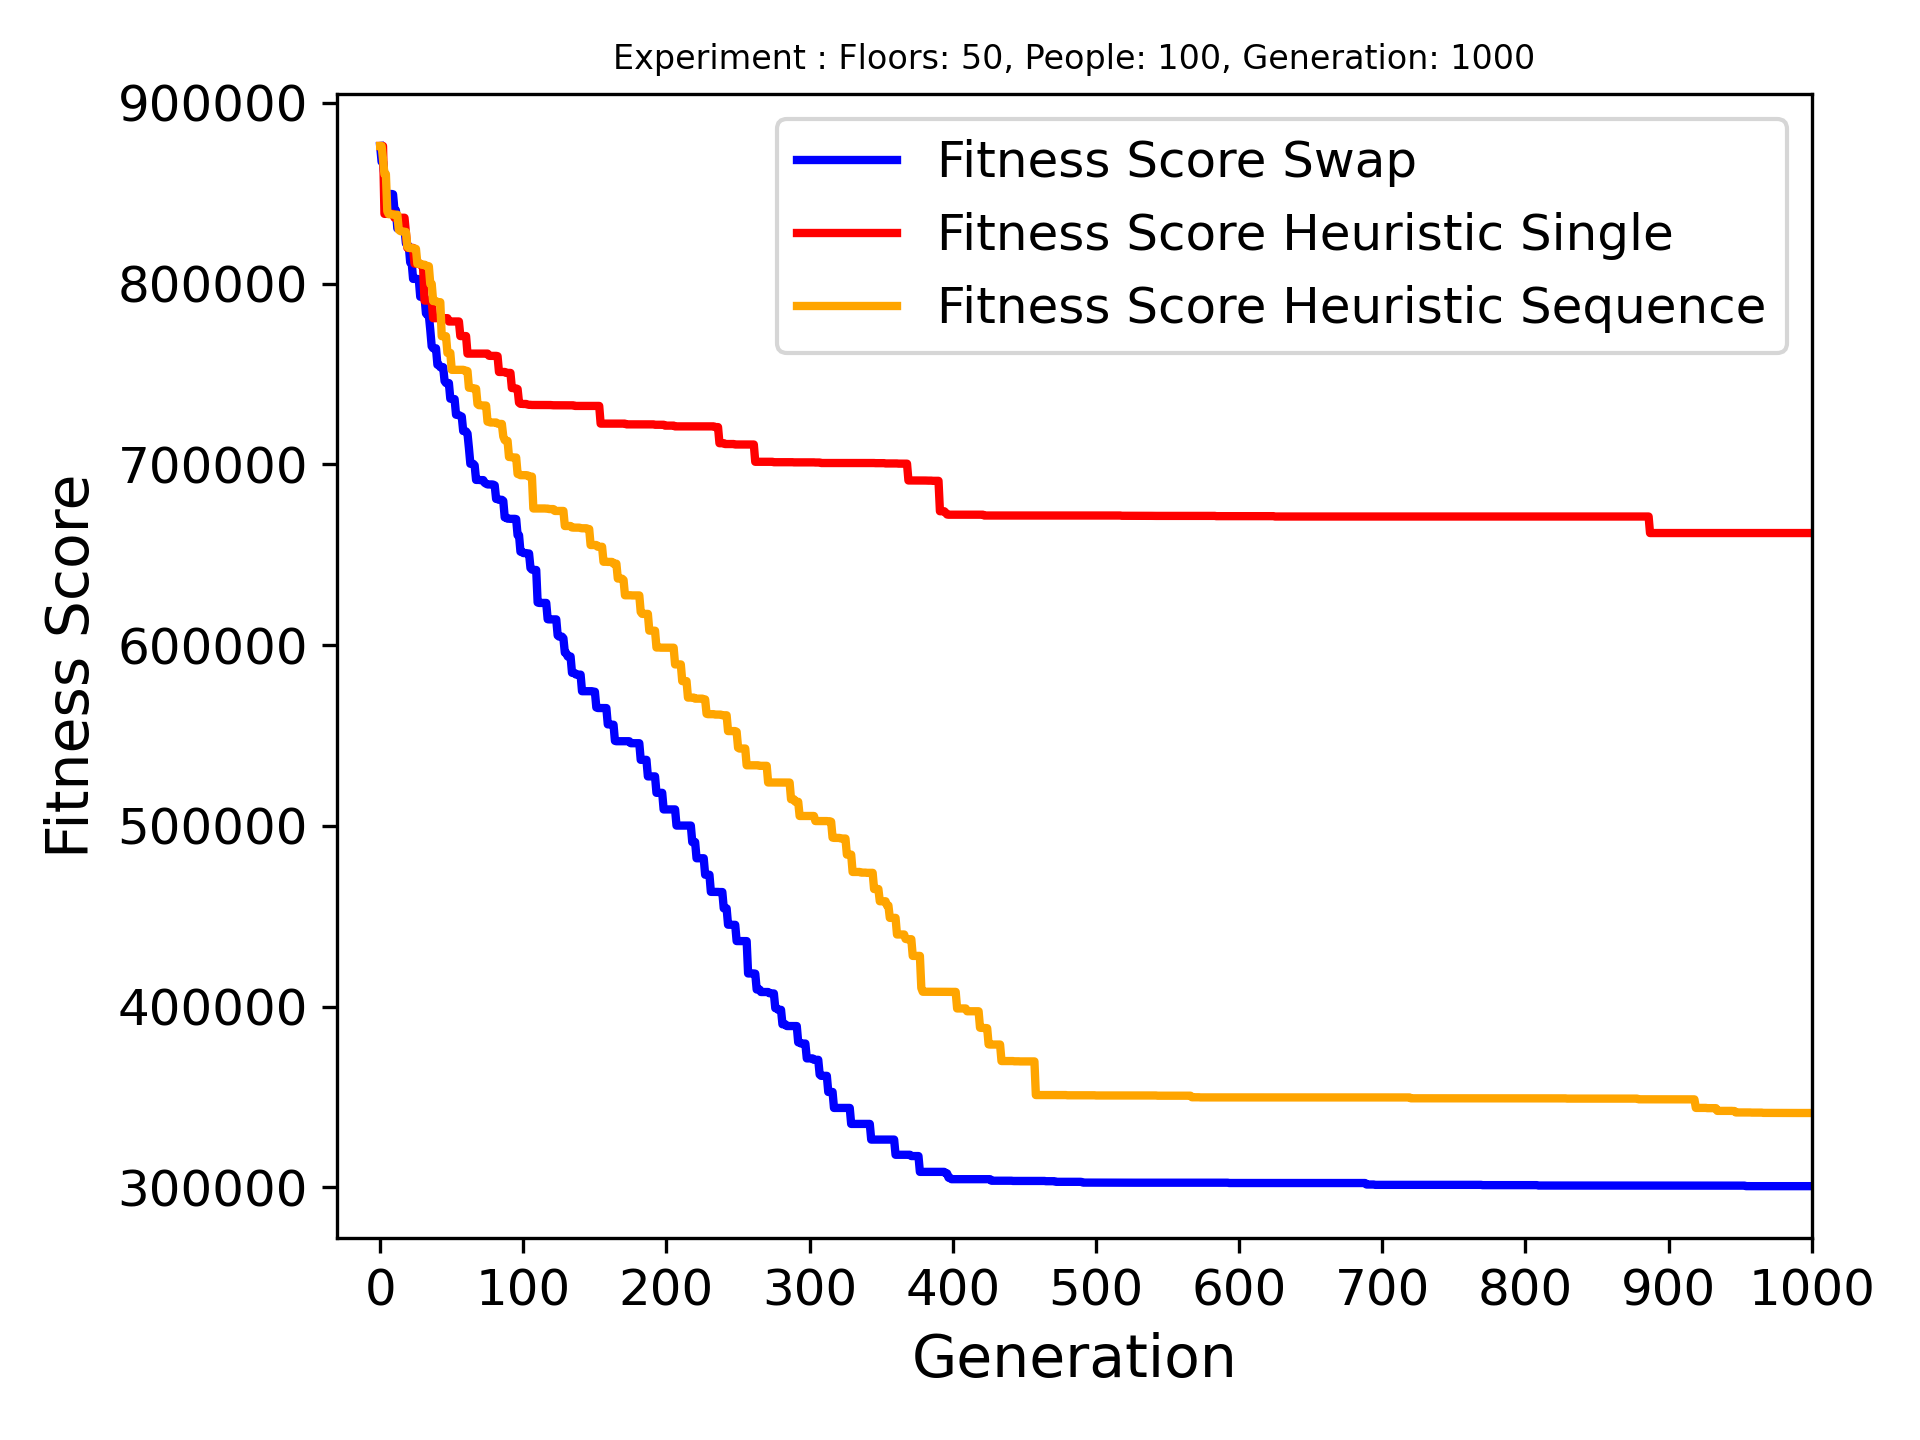 Experiment : Floors: 50, People: 100, Generation: 1000
900000
800000
700000
600000
500000
400000
300000
Fitness Score
Fitness Score Swap
Fitness Score Heuristic Single
Fitness Score Heuristic Sequence
0 100 200 300 400 500 600 700 800 900 1000
Generation